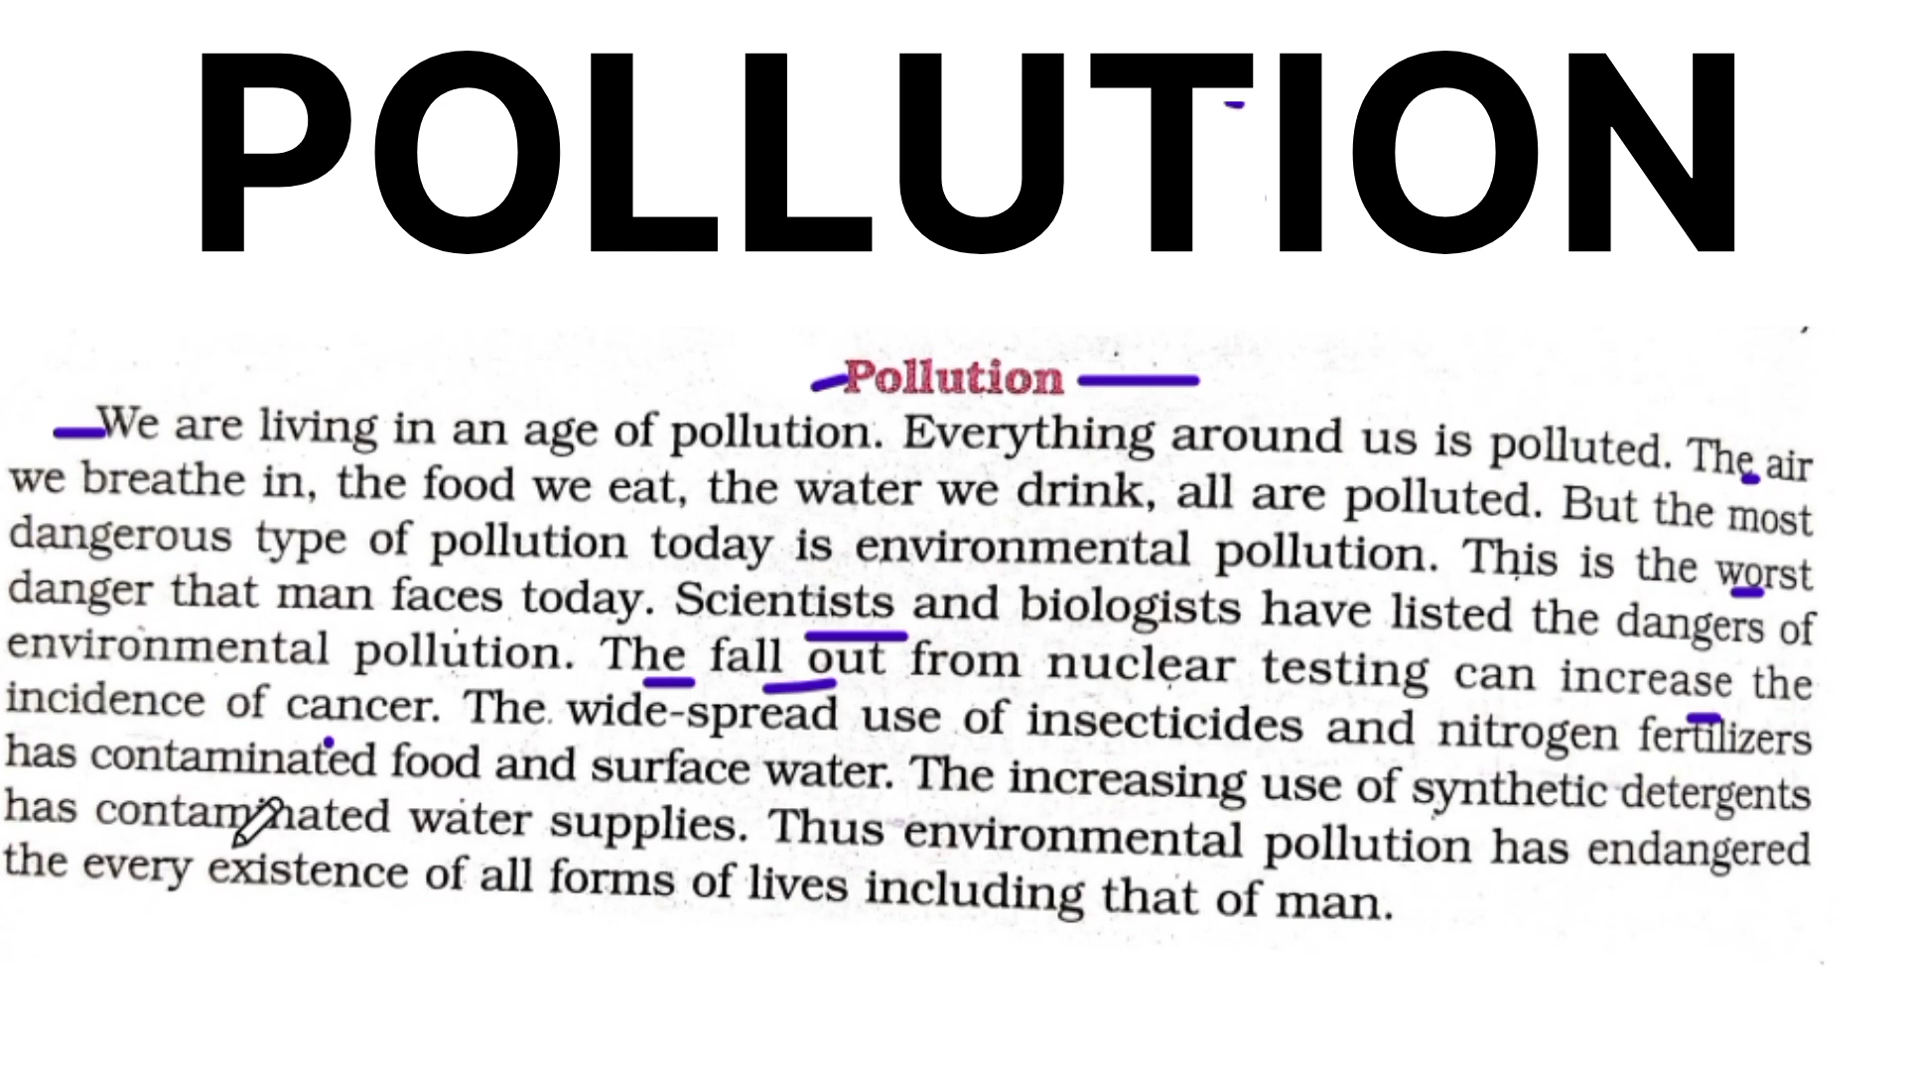 POLLUTION
Pollution
We are living in an age of pollution. Everything around us is polluted. The air
we breathe in, the food we eat, the water we drink, all are polluted. But the most
dangerous type of pollution today is environmental pollution. This is the worst
danger that man faces today. Scientists and biologists have listed the dangers of
environmental pollution. The fall out from nuclear testing can increase the
incidence of cancer. The wide-spread use of insecticides and nitrogen fertilizers
has contaminated food and surface water. The increasing use of synthetic detergents
has contaminated water supplies. Thus environmental pollution has endangered
the every existence of all forms of lives including that of man.